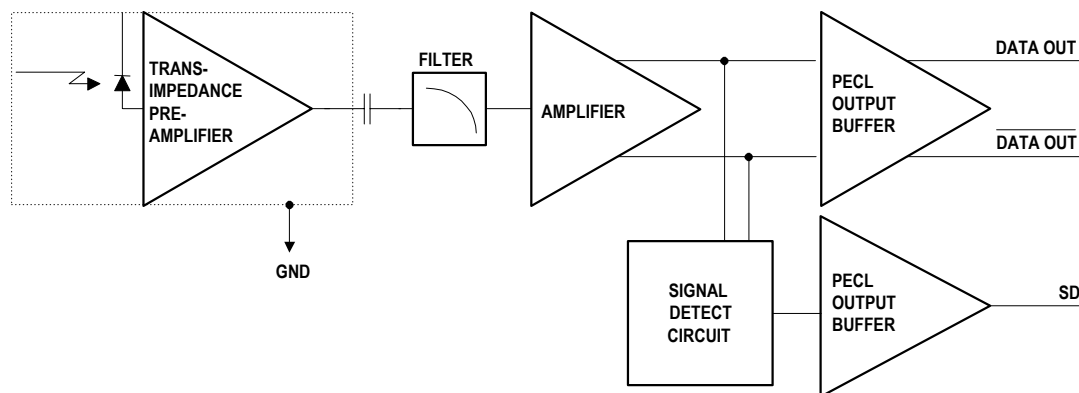 TRANS-
IMPEDANCE
PRE-
AMPLIFIER
FILTER
AMPLIFIER
PECL
OUTPUT
BUFFER
DATA OUT
DATA OUT
GND
SIGNAL
DETECT
CIRCUIT
PECL
OUTPUT
BUFFER
SD